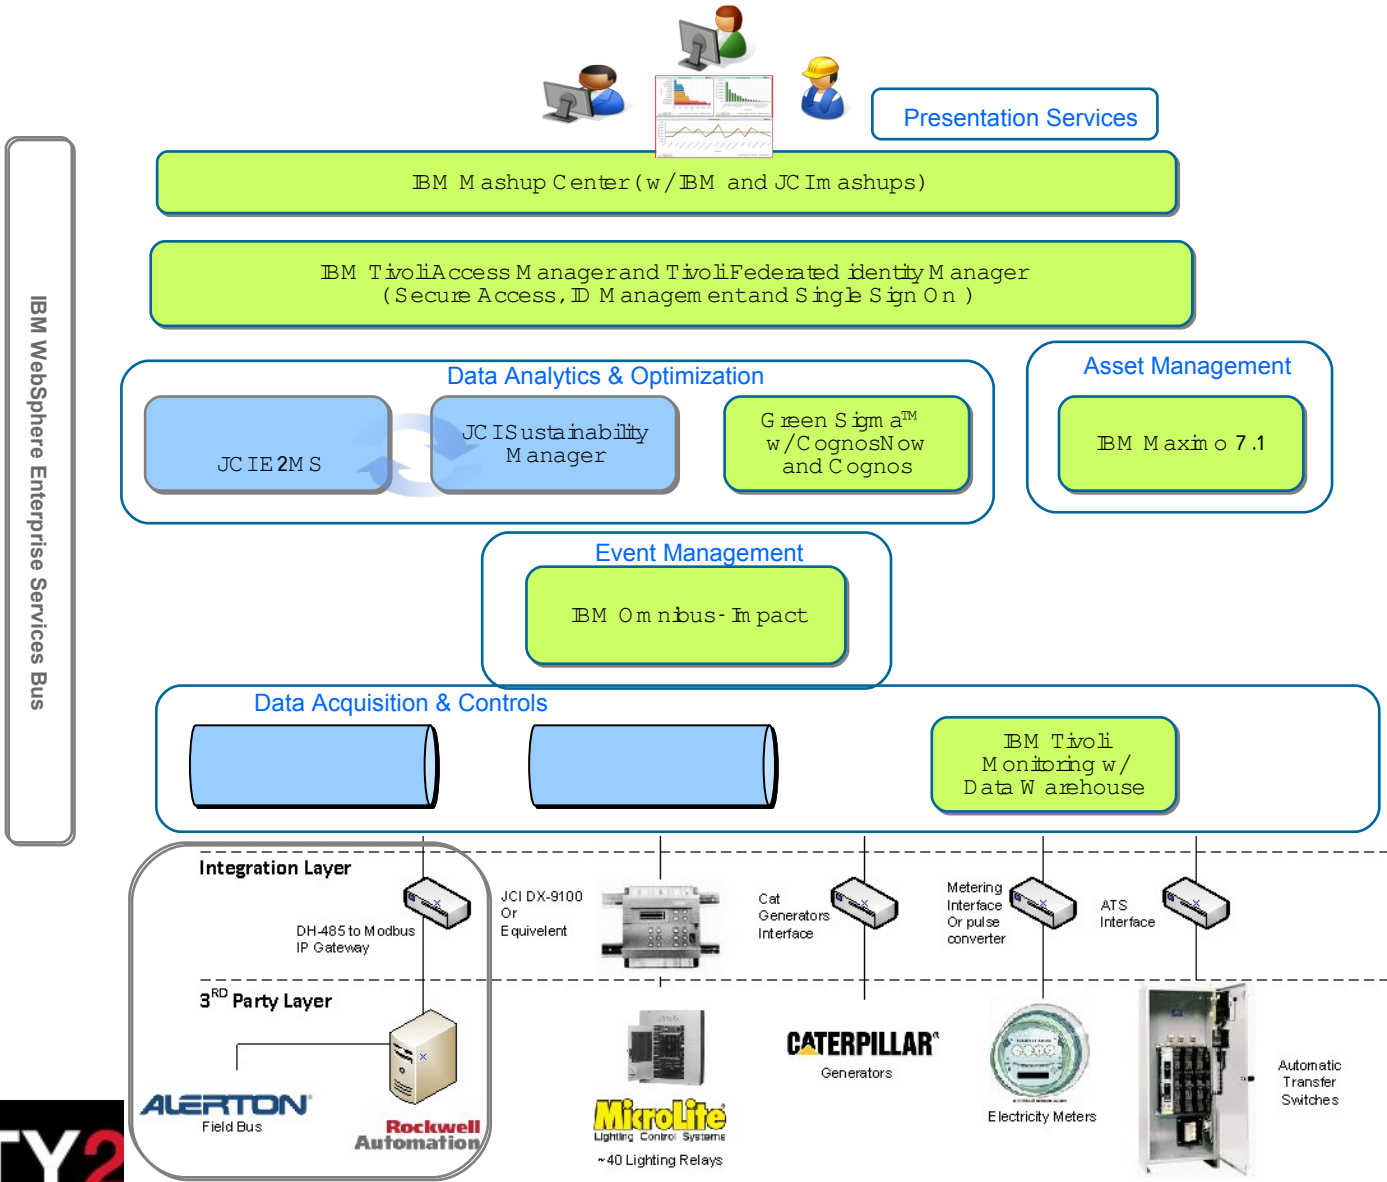 Presentation Services
IBM Mashup Center (w/IBM and JCI mashups)
IBM Tivoli Access Manager and Tivoli Federated identity Manager
(Secure Access, ID Management and Single Sign On )
IBM WebSphere Enterprise Services Bus
Data Analytics & Optimization
JCI E2MS
JCI Sustainability
Manager
Green Sigma™
w/CognosNow
and Cognos
Asset Management
IBM Maximo 7.1
Event Management
IBM Omnibus-Impact
Data Acquisition & Controls
IBM Tivoli
Monitoring w/
Data Warehouse
Integration Layer
DH-485 to Modbus
IP Gateway
JCI DX-9100
Or
Equivelent
Cat
Generators
Interface
Metering
Interface
Or pulse
converter
ATS
Interface
3RD Party Layer
ALERTON
Field Bus
Rockwell
Automation
MicroLite
Lighting Control Systems
~40 Lighting Relays
CATERPILLAR
Generators
Electricity Meters
Automatic
Transfer
Switches
TY2